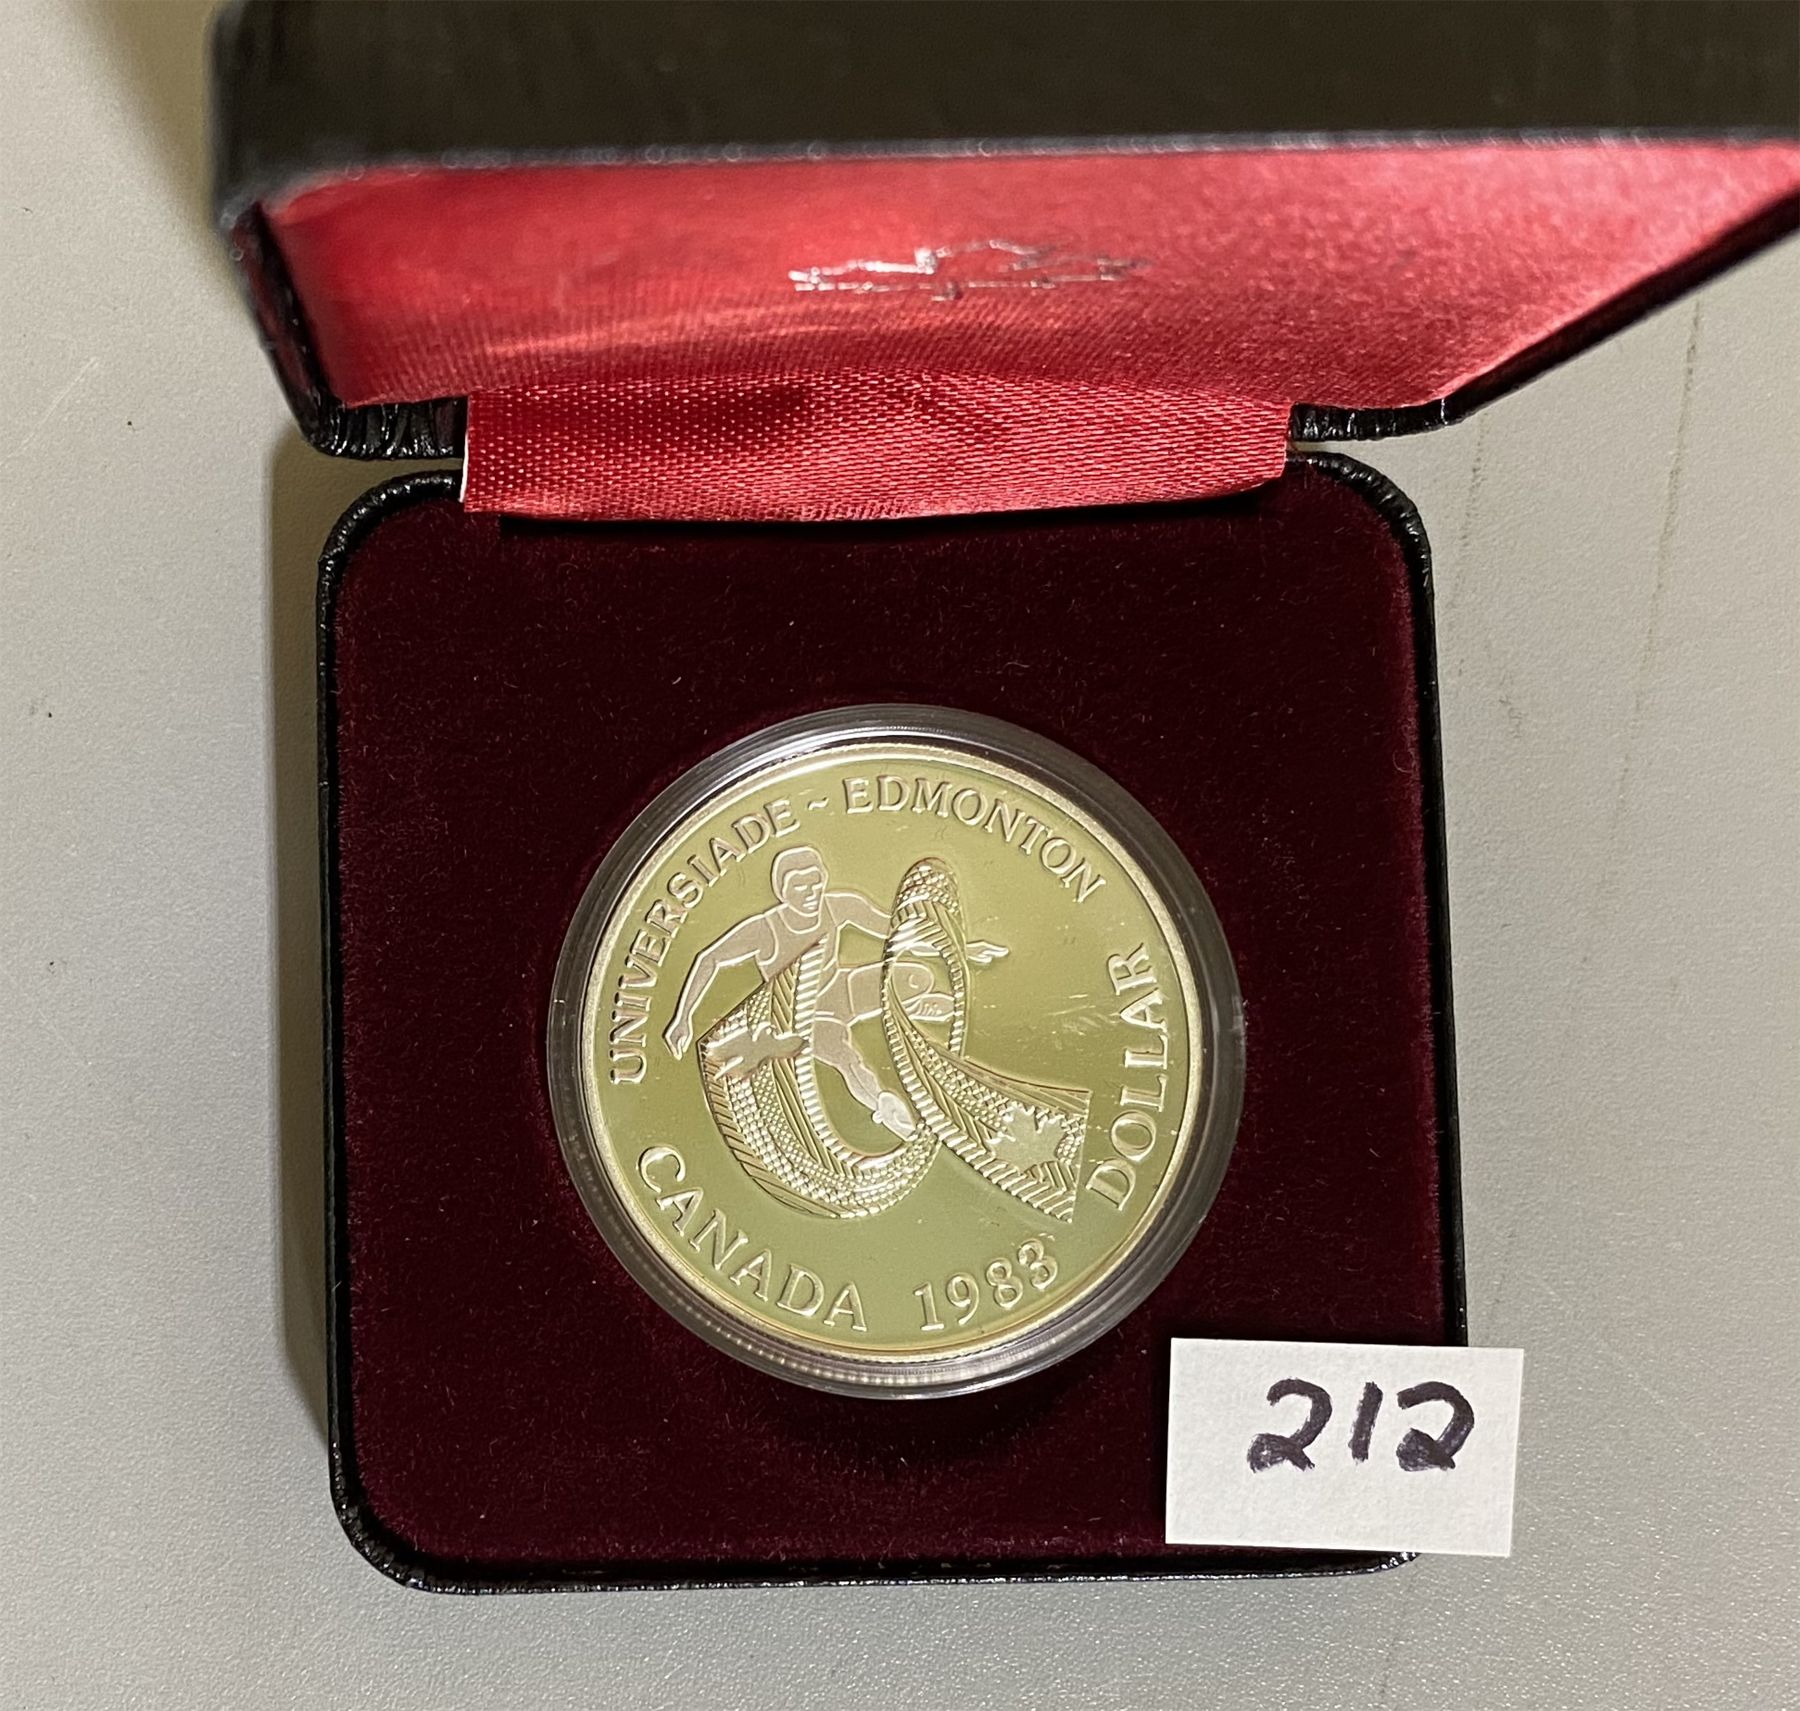 UNIVERSIADE ~ EDMONTON
CANADA 1983 DOLLAR
212